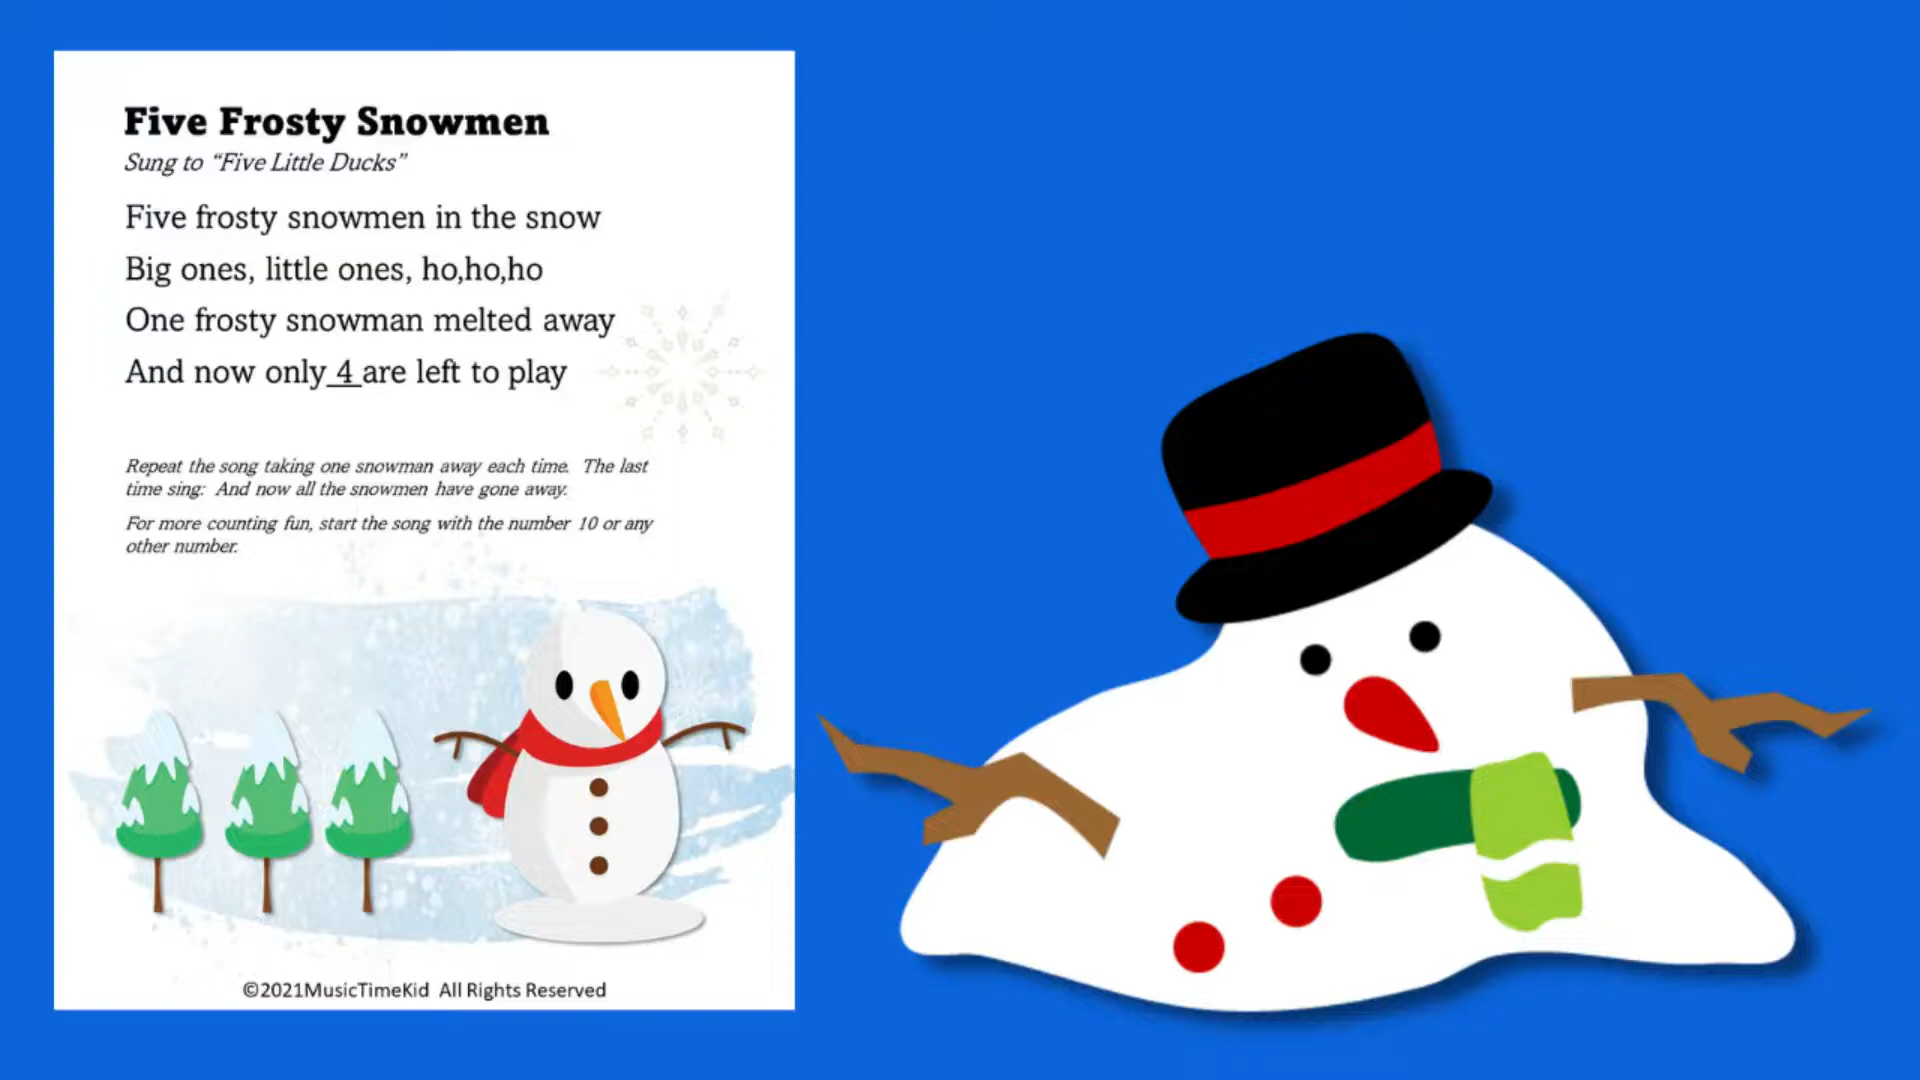 Five Frosty Snowmen
Sung to “Five Little Ducks”
Five frosty snowmen in the snow
Big ones, little ones, ho,ho,ho
One frosty snowman melted away
And now only 4 are left to play
Repeat the song taking one snowman away each time.  The last
time sing:  And now all the snowmen have gone away.
For more counting fun, start the song with the number 10 or any
other number.
©2021MusicTimeKid  All Rights Reserved